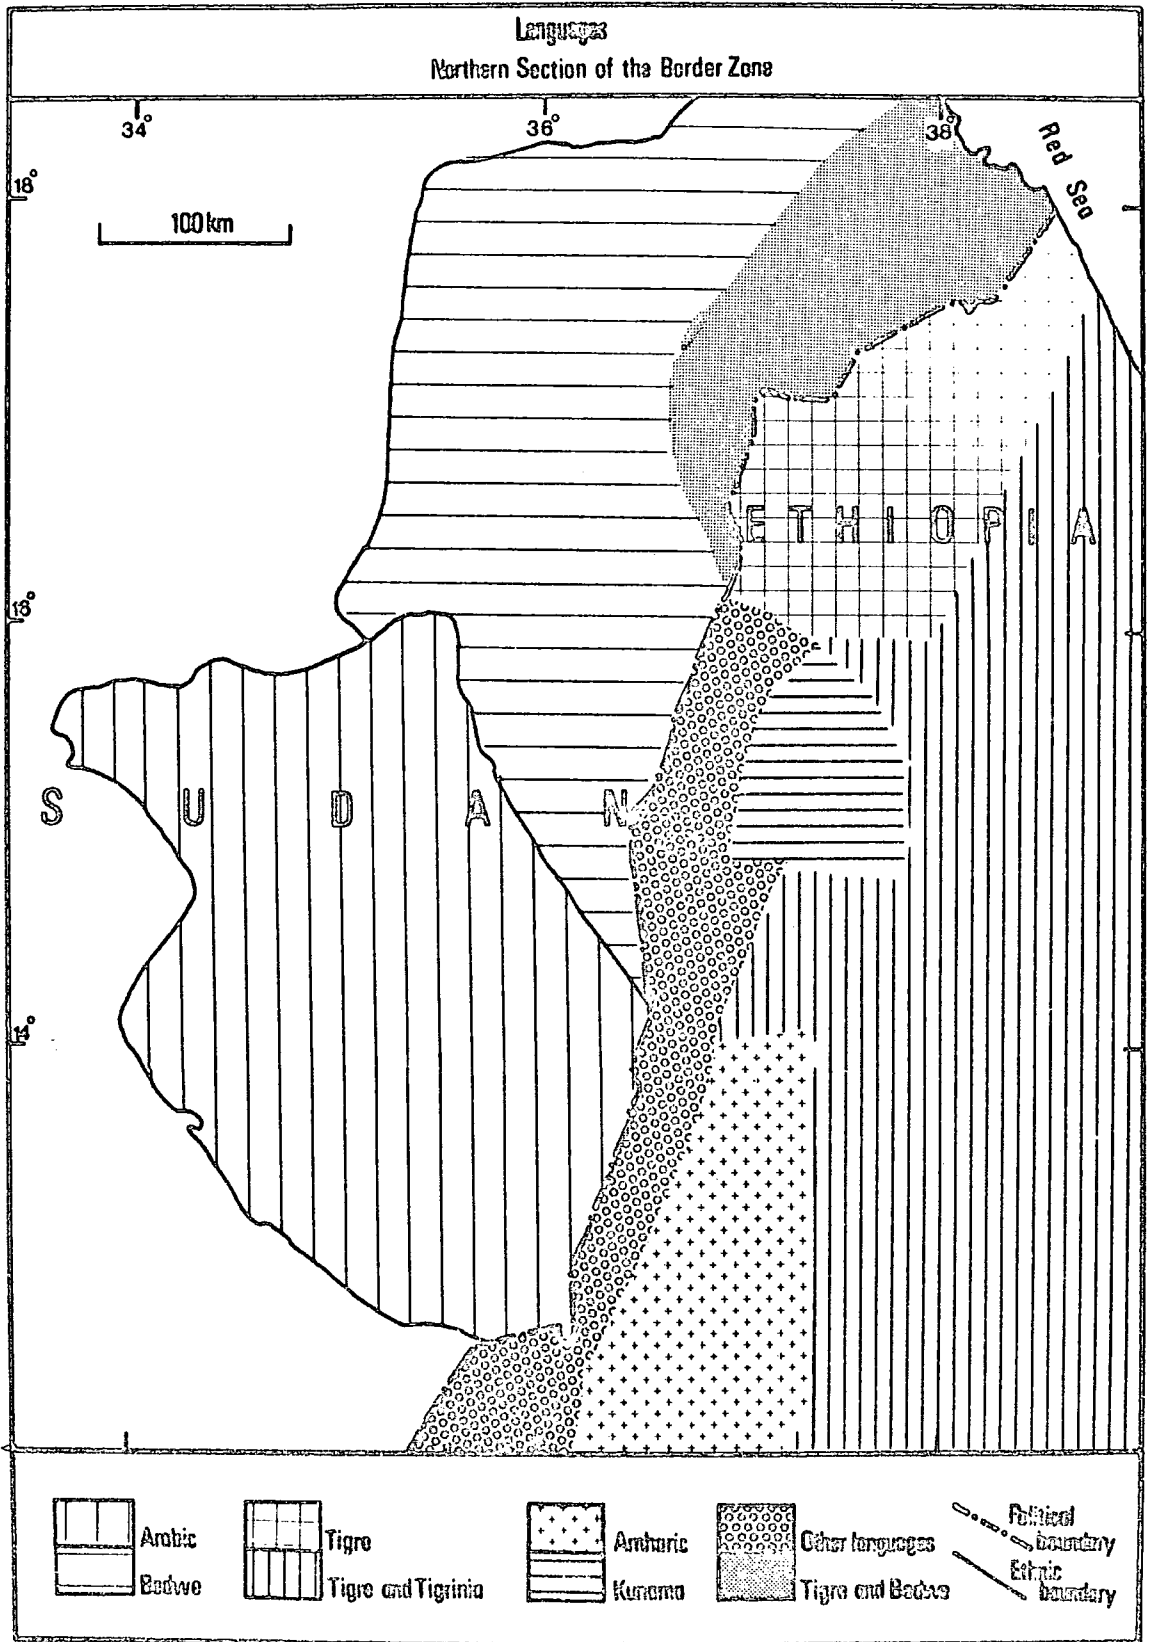 Languages
Northern Section of the Border Zone
34°
36°
38°
Red Sea
18°
100 km
ETHIOPIA
16°
SUDAN
14°
Arabic
Tigre
Amharic
Other languages
Political boundary
Bedwe
Tigre and Tigrinia
Kunama
Tigre and Bedwe
Ethnic boundary